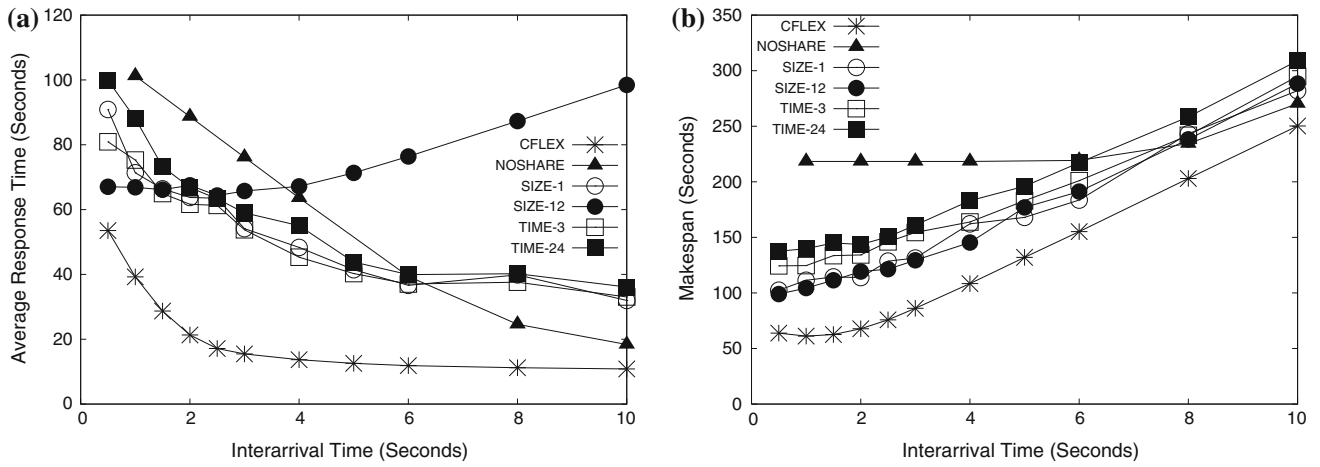 (a)
Average Response Time (Seconds)
120
100
80
60
40
20
0
0 2 4 6 8 10
Interarrival Time (Seconds)
CFLEX
NOSHARE
SIZE-1
SIZE-12
TIME-3
TIME-24
(b)
Makespan (Seconds)
350
300
250
200
150
100
50
0
0 2 4 6 8 10
Interarrival Time (Seconds)
CFLEX
NOSHARE
SIZE-1
SIZE-12
TIME-3
TIME-24